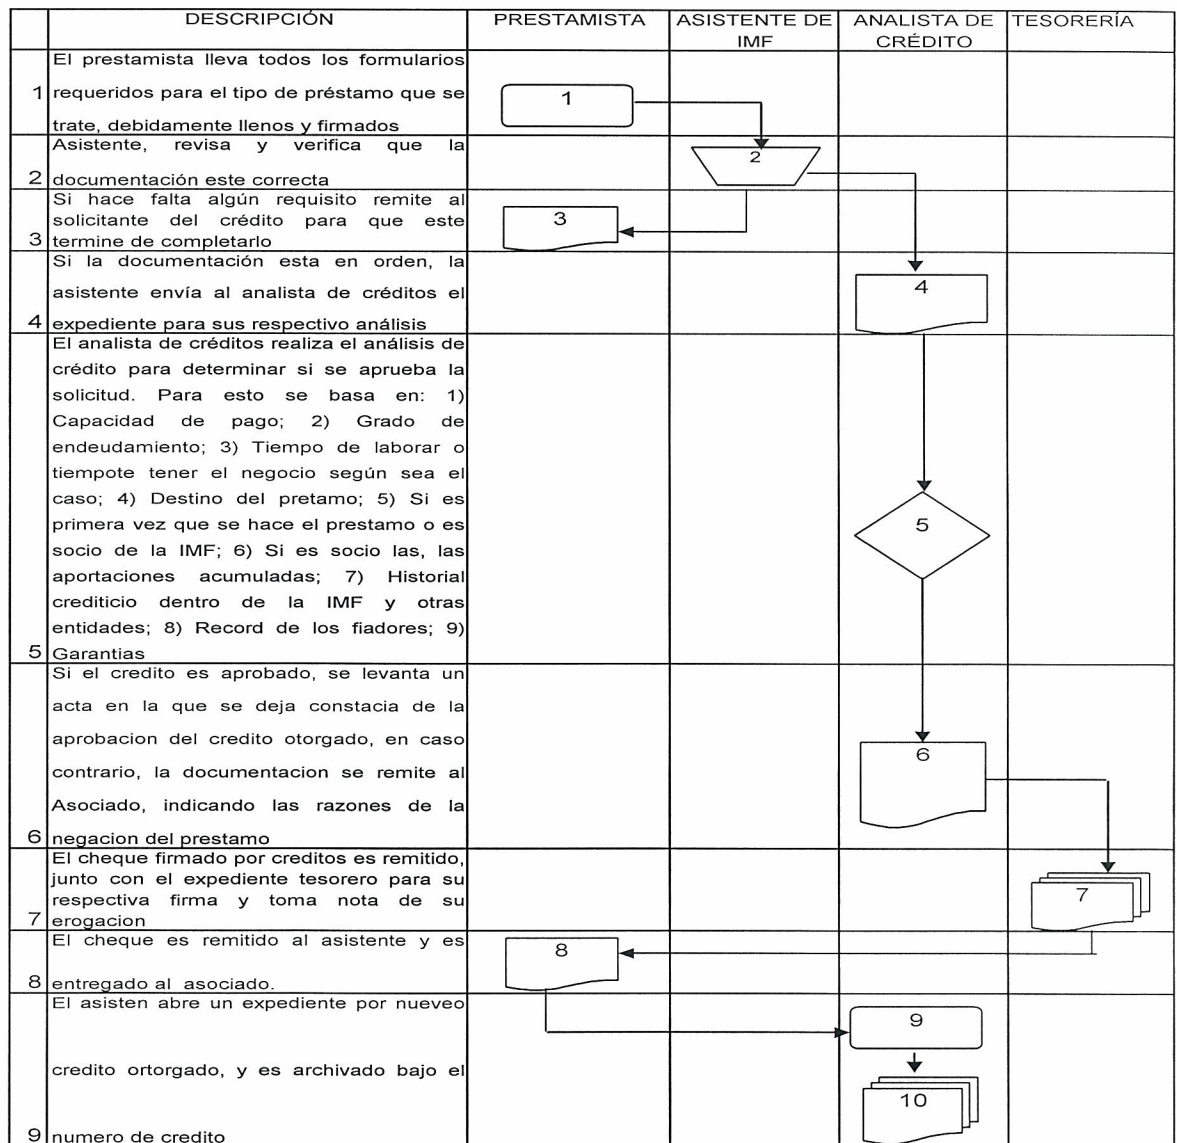 DESCRIPCIÓN PRESTAMISTA ASISTENTE DE ANALISTA DE TESORERÍA
IMF CRÉDITO
El prestamista lleva todos los formularios
1 requeridos para el tipo de préstamo que se 1
trate, debidamente llenos y firmados
Asistente, revisa y verifica que la 2
2 documentación este correcta
Si hace falta algún requisito remite al
solicitante del crédito para que este 3
3 termine de completarlo
Si la documentación esta en orden, la
asistente envía al analista de créditos el 4
4 expediente para sus respectivo análisis
El analista de créditos realiza el análisis de
crédito para determinar si se aprueba la
solicitud. Para esto se basa en: 1)
Capacidad de pago; 2) Grado de
endeudamiento; 3) Tiempo de laborar o
tiempote tener el negocio según sea el
caso; 4) Destino del pretamo; 5) Si es
primera vez que se hace el prestamo o es 5
socio de la IMF; 6) Si es socio las, las
aportaciones acumuladas; 7) Historial
crediticio dentro de la IMF y otras
entidades; 8) Record de los fiadores; 9)
5 Garantias
Si el credito es aprobado, se levanta un
acta en la que se deja constacia de la
aprobacion del credito otorgado, en caso 6
contrario, la documentacion se remite al
Asociado, indicando las razones de la
6 negacion del prestamo
El cheque firmado por creditos es remitido,
junto con el expediente tesorero para su
respectiva firma y toma nota de su 7
7 erogacion
El cheque es remitido al asistente y es 8
8 entregado al asociado.
El asisten abre un expediente por nueveo 9
credito ortorgado, y es archivado bajo el
10
9 numero de credito